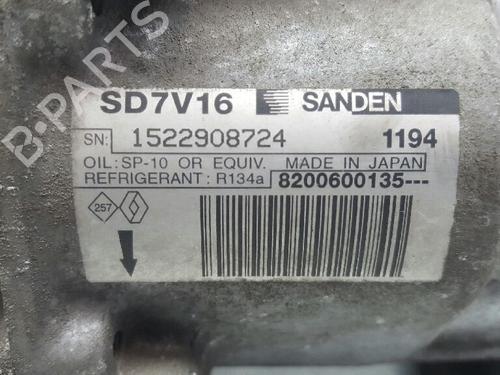 B-PARTS
SD7V16 SANDEN
SN: 1522908724 1194
OIL:SP-10 OR EQUIV. MADE IN JAPAN
REFRIGERANT: R134a 8200600135---
257